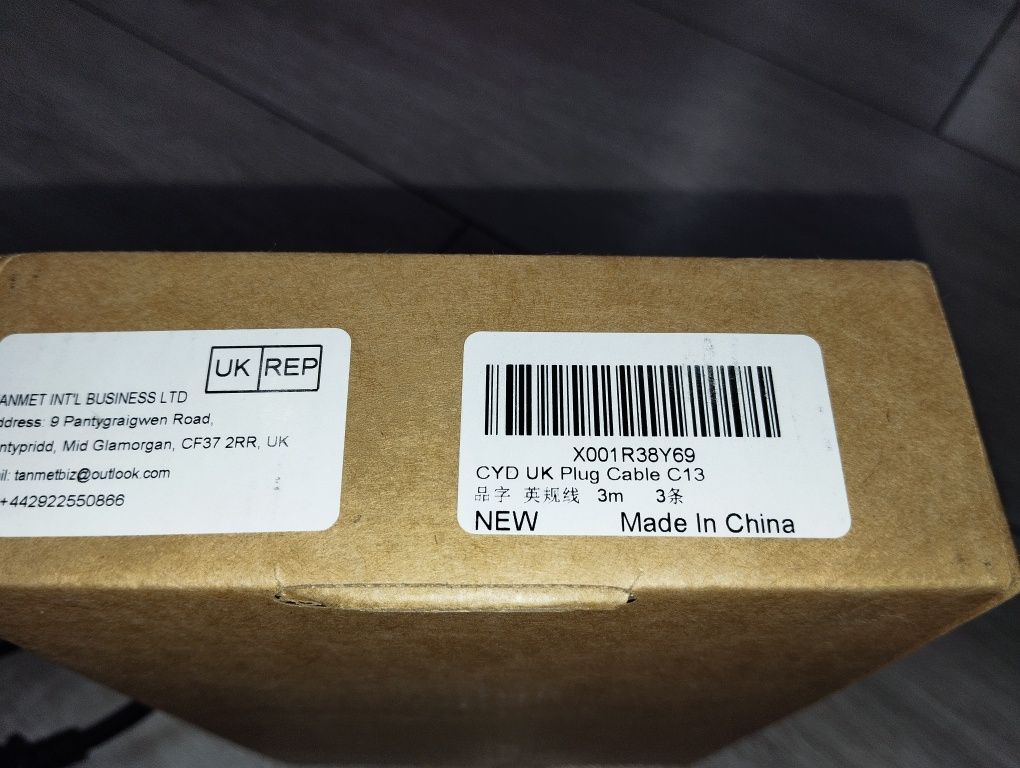 UK REP
ANMET INT'L BUSINESS LTD
ddress: 9 Pantygraigwen Road,
ntypridd, Mid Glamorgan, CF37 2RR, UK
il: tanmetbiz@outlook.com
+442922550866
X001R38Y69
CYD UK Plug Cable C13
品字 英规线 3m 3条
NEW Made In China